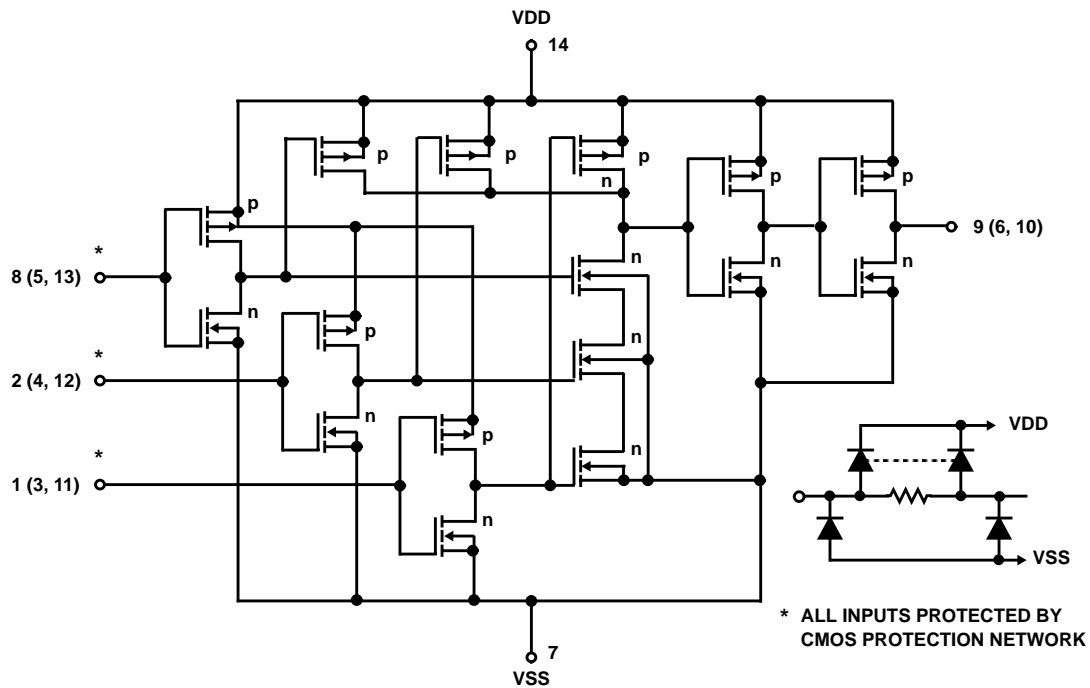 VDD
14
p
p
p
n
p
p
p
9 (6, 10)
*
8 (5, 13)
n
n
n
n
p
*
2 (4, 12)
n
n
p
*
1 (3, 11)
n
n
VDD
VSS
7
VSS
* ALL INPUTS PROTECTED BY
CMOS PROTECTION NETWORK